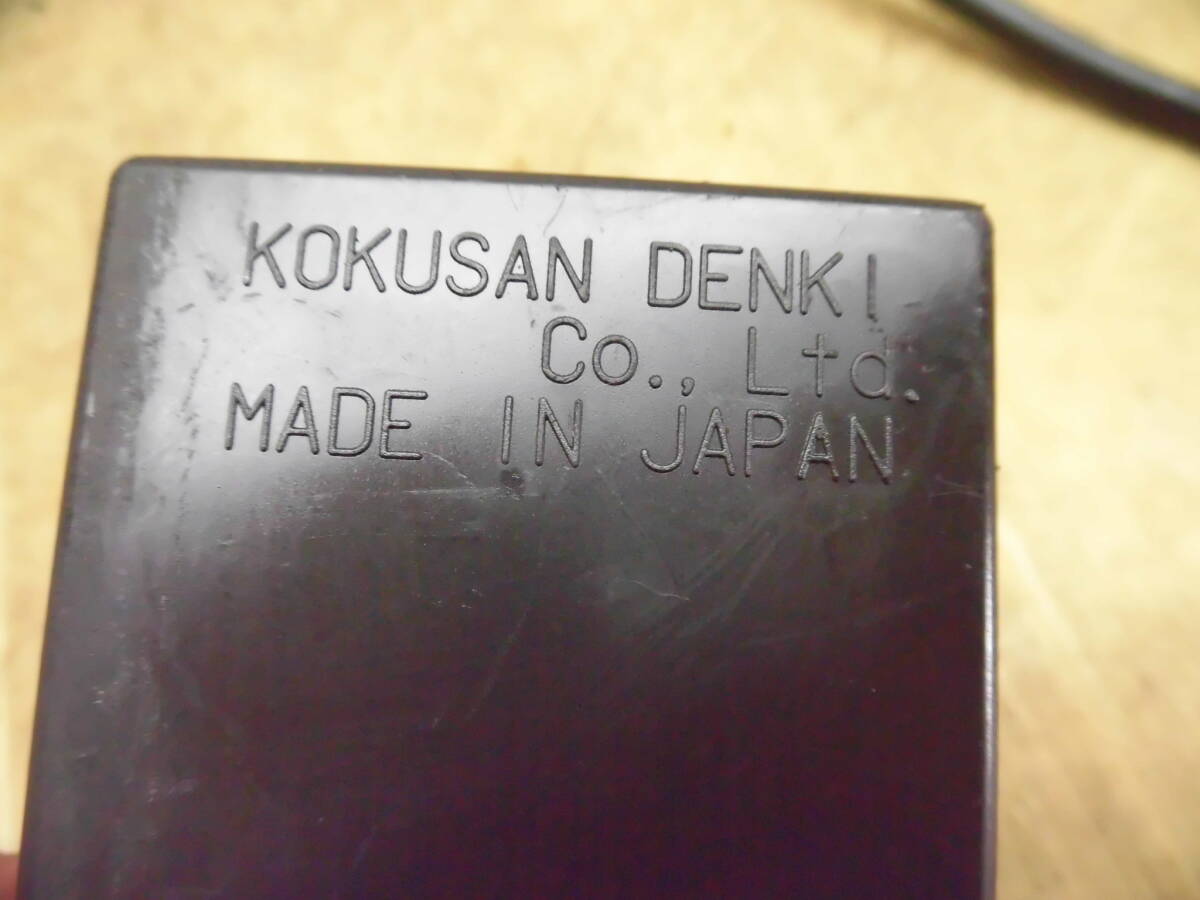 KOKUSAN DENKI
Co., Ltd.
MADE IN JAPAN